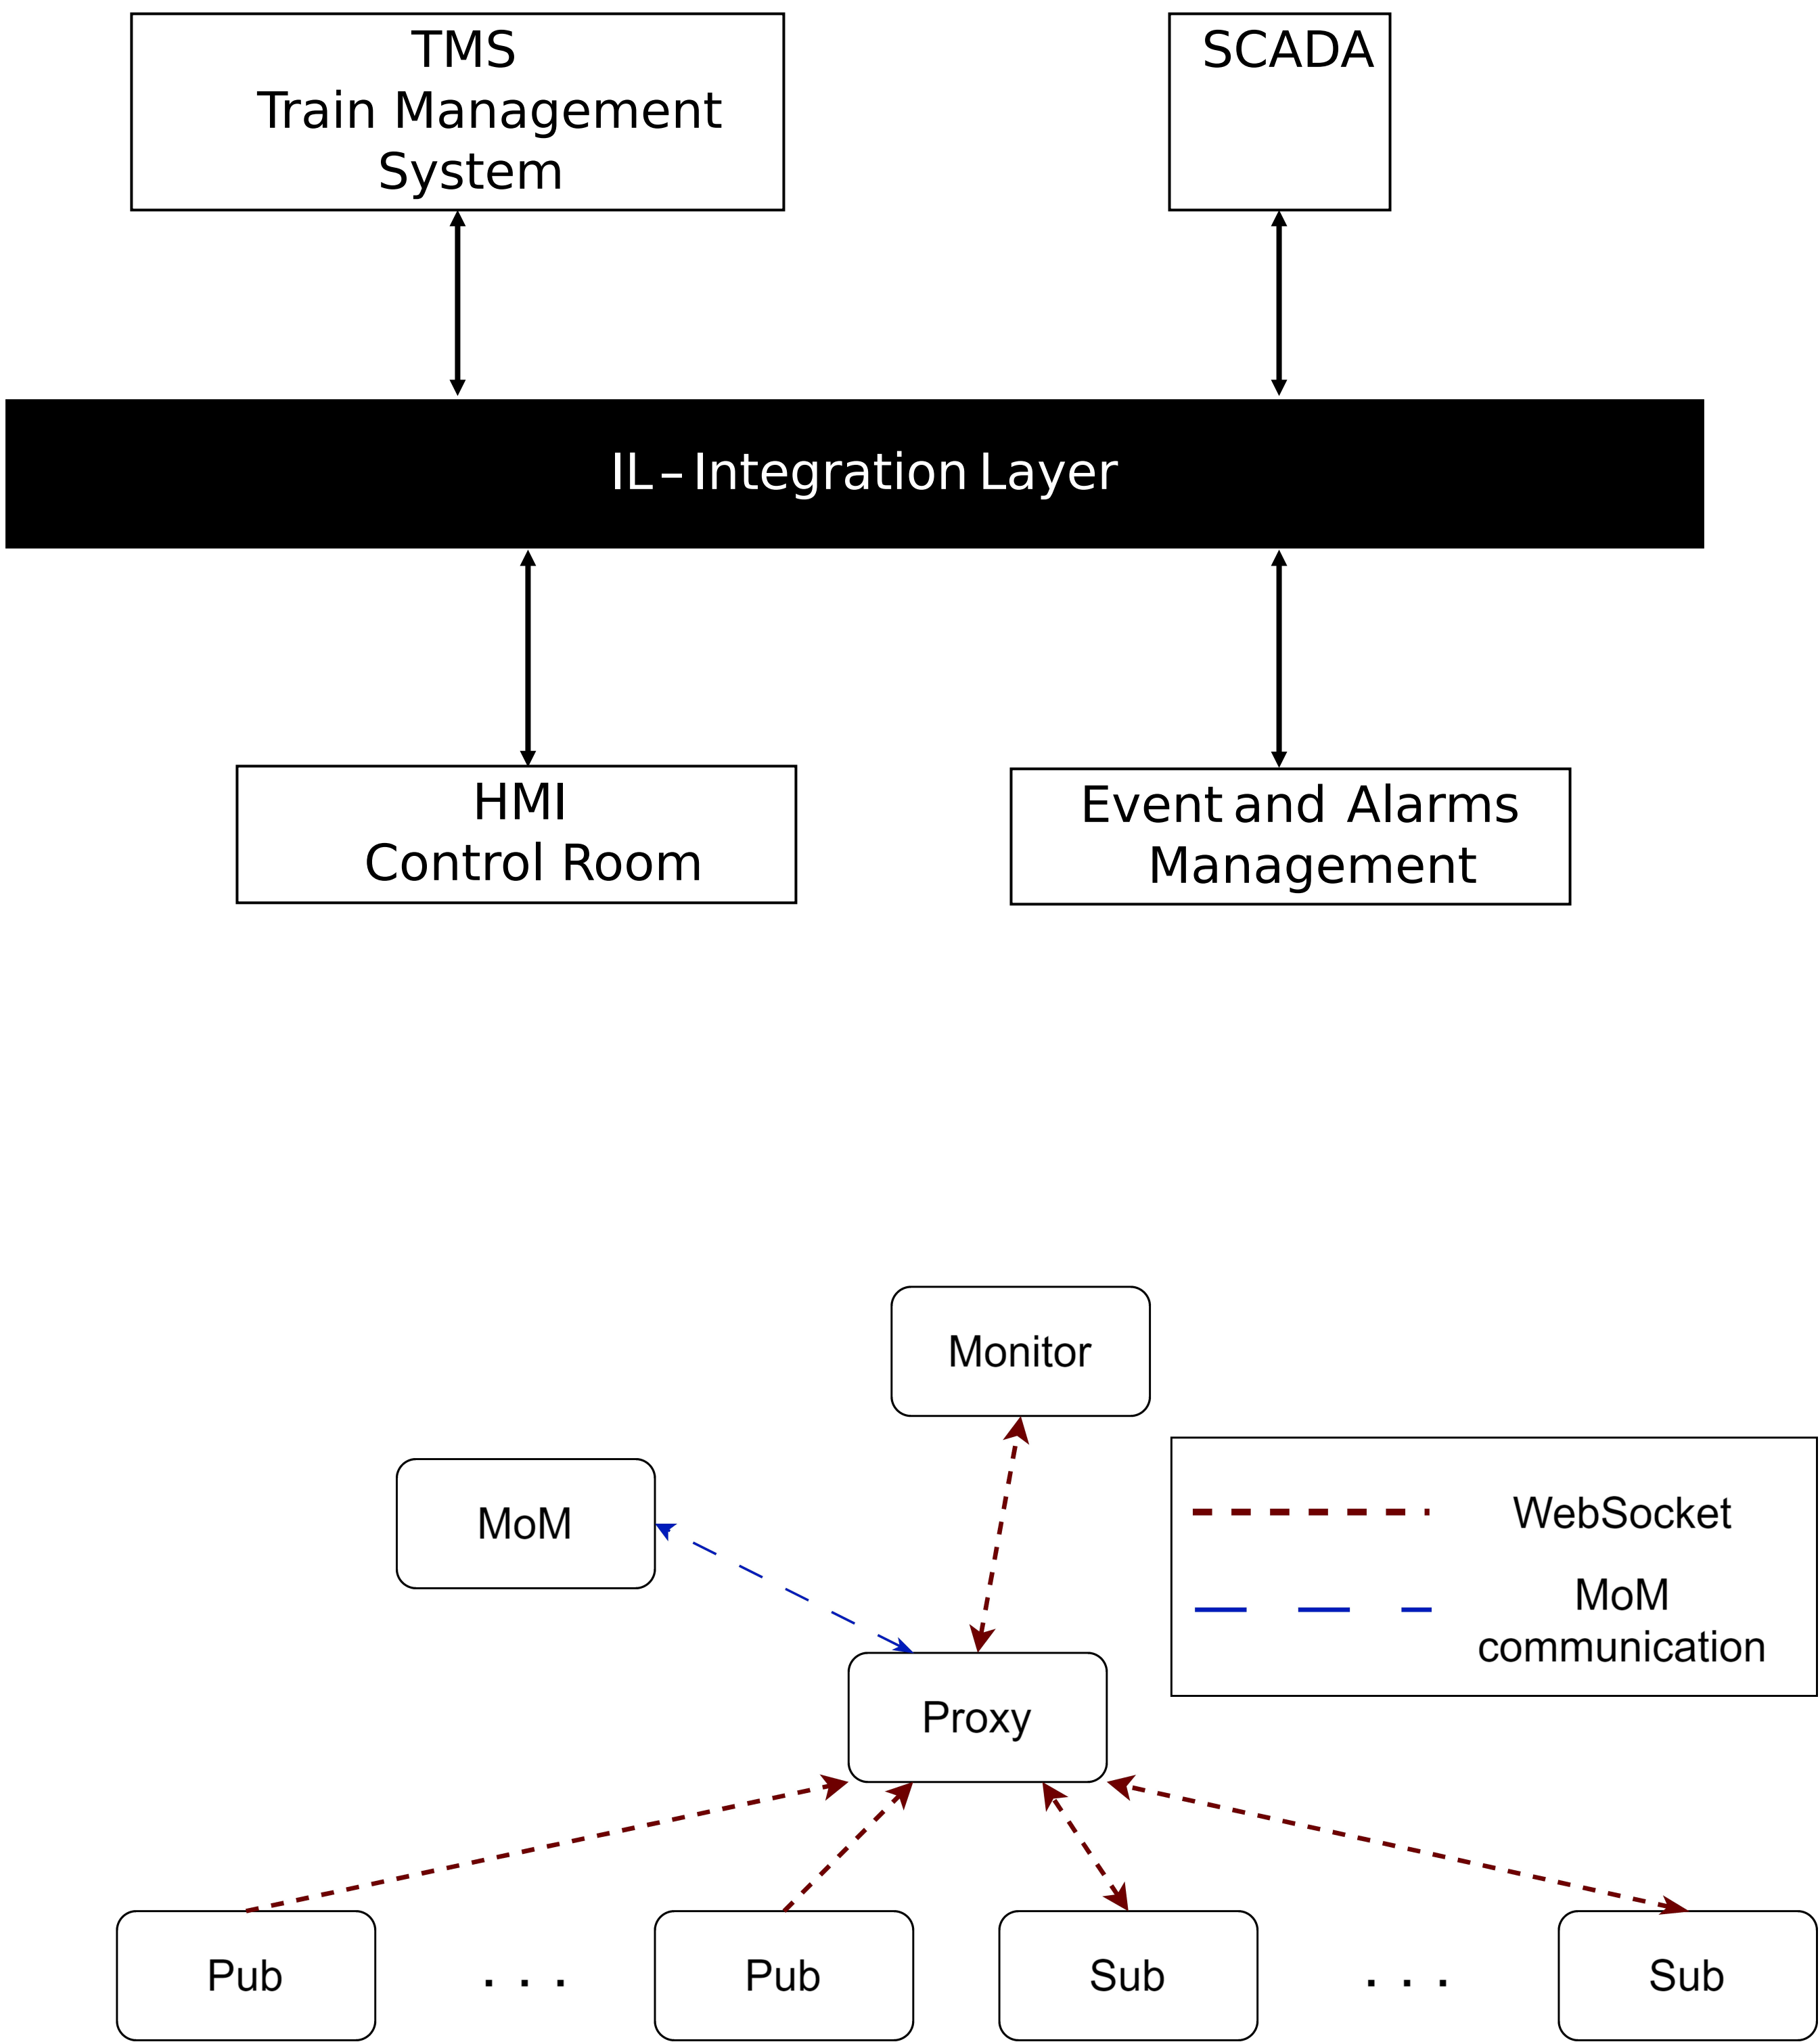 TMS
Train Management
System
SCADA
IL – Integration Layer
HMI
Control Room
Event and Alarms
Management
Monitor
MoM
WebSocket
MoM
communication
Proxy
Pub
. . .
Pub
Sub
. . .
Sub